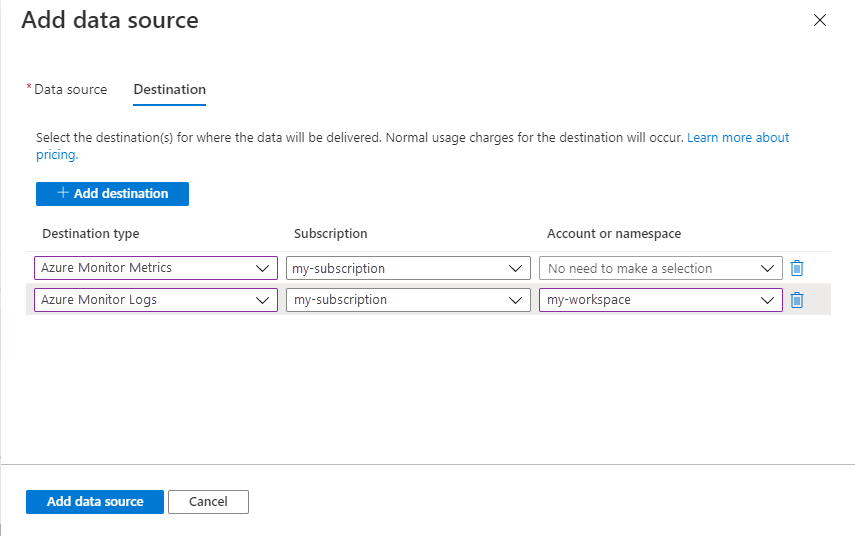 Add data source
* Data source Destination
Select the destination(s) for where the data will be delivered. Normal usage charges for the destination will occur. Learn more about
pricing.
+ Add destination
Destination type Subscription Account or namespace
Azure Monitor Metrics my-subscription No need to make a selection
Azure Monitor Logs my-subscription my-workspace
Add data source Cancel